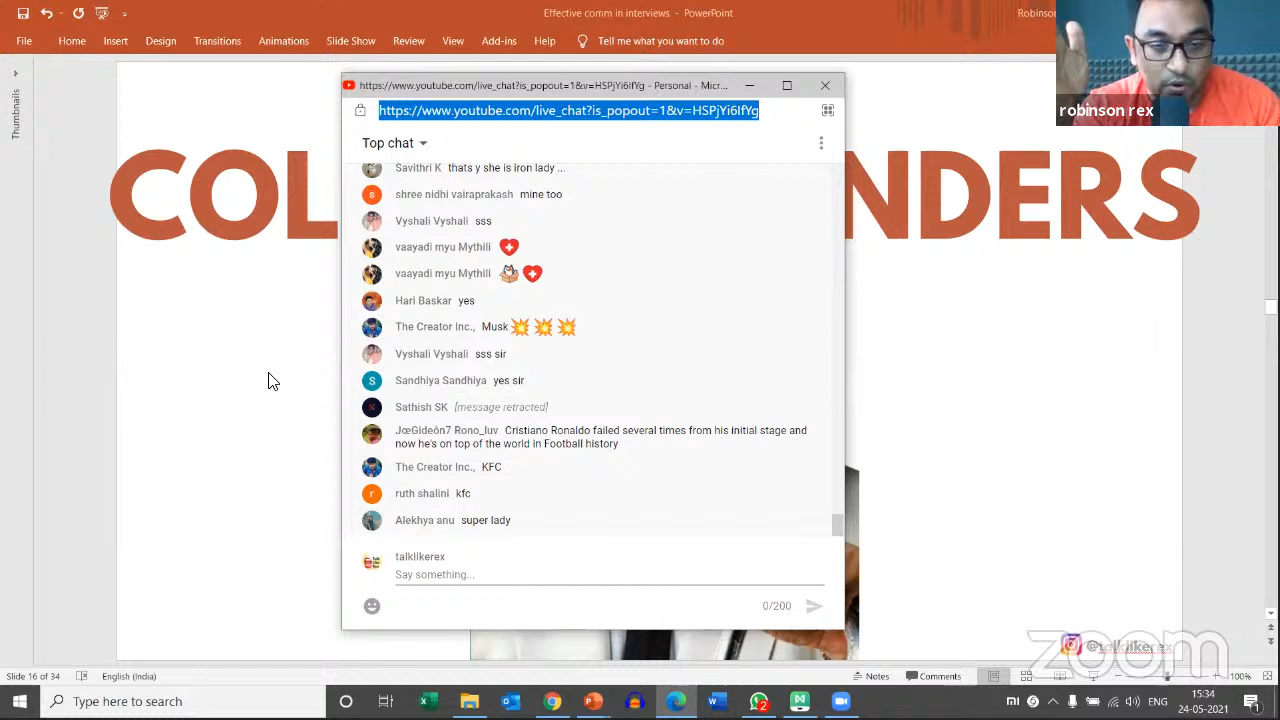 Effective comm in interviews - PowerPoint
Robinson
File Home Insert Design Transitions Animations Slide Show Review View Add-ins Help Tell me what you want to do
robinson rex
Thumbnails
https://www.youtube.com/live_chat?is_popout=1&v=HSPjYi6IfYg - Personal - Micr...
https://www.youtube.com/live_chat?is_popout=1&v=HSPjYi6IfYg
Top chat
COL NDERS
Savithri K thats y she is iron lady ...
shree nidhi vairaprakash mine too
Vyshali Vyshali sss
vaayadi myu Mythili
vaayadi myu Mythili
Hari Baskar yes
The Creator Inc., Musk💥💥💥
Vyshali Vyshali sss sir
Sandhiya Sandhiya yes sir
Sathish SK [message retracted]
JœGideôn7 Rono_luv Cristiano Ronaldo failed several times from his initial stage and
now he's on top of the world in Football history
The Creator Inc., KFC
ruth shalini kfc
Alekhya anu super lady
talklikerex
Say something...
0/200
@talklikerex
zoom
Slide 16 of 34 English (India) Notes Comments 100%
Type here to search
ENG
15:34
24-05-2021